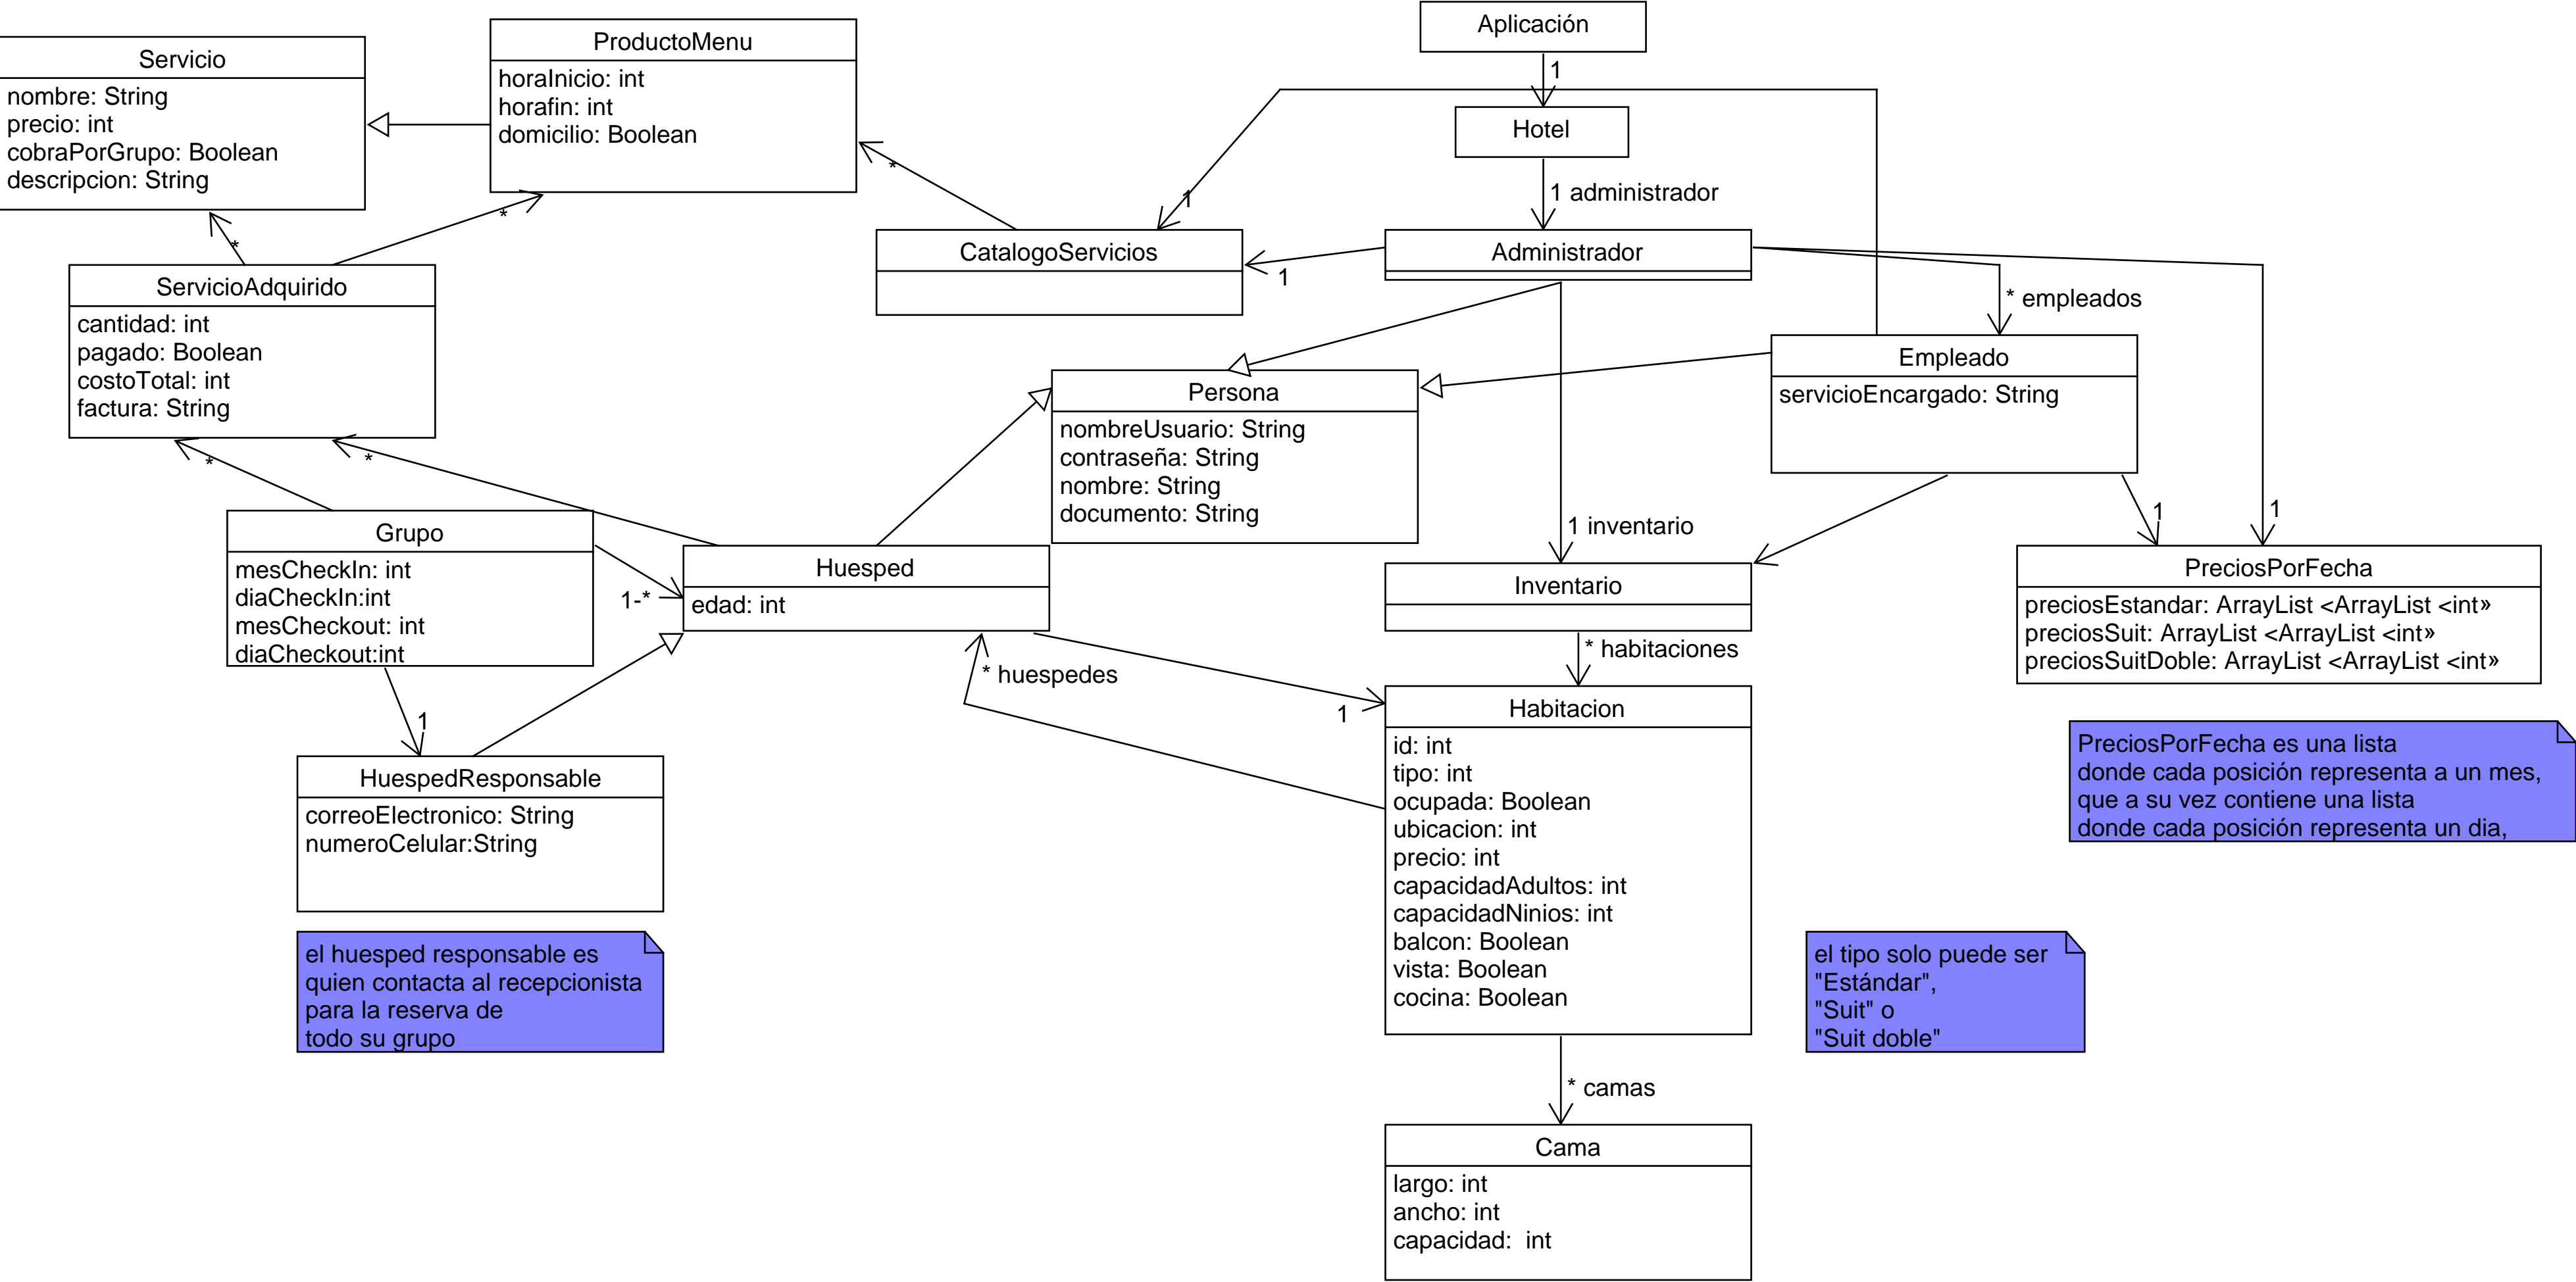 Aplicación
1
Hotel
1 administrador
Servicio
nombre: String
precio: int
cobraPorGrupo: Boolean
descripcion: String
ProductoMenu
horaInicio: int
horafin: int
domicilio: Boolean
*
*
*
1
CatalogoServicios
1
Administrador
* empleados
ServicioAdquirido
cantidad: int
pagado: Boolean
costoTotal: int
factura: String
*
*
Persona
nombreUsuario: String
contraseña: String
nombre: String
documento: String
Empleado
servicioEncargado: String
1 inventario
1
1
Grupo
mesCheckIn: int
diaCheckIn:int
mesCheckout: int
diaCheckout:int
1-*
Huesped
edad: int
Inventario
PreciosPorFecha
preciosEstandar: ArrayList <ArrayList <int»
preciosSuit: ArrayList <ArrayList <int»
preciosSuitDoble: ArrayList <ArrayList <int»
* huespedes
1
* habitaciones
1
HuespedResponsable
correoElectronico: String
numeroCelular:String
Habitacion
id: int
tipo: int
ocupada: Boolean
ubicacion: int
precio: int
capacidadAdultos: int
capacidadNinios: int
balcon: Boolean
vista: Boolean
cocina: Boolean
PreciosPorFecha es una lista
donde cada posición representa a un mes,
que a su vez contiene una lista
donde cada posición representa un dia,
el huesped responsable es
quien contacta al recepcionista
para la reserva de
todo su grupo
el tipo solo puede ser
"Estándar",
"Suit" o
"Suit doble"
* camas
Cama
largo: int
ancho: int
capacidad:  int